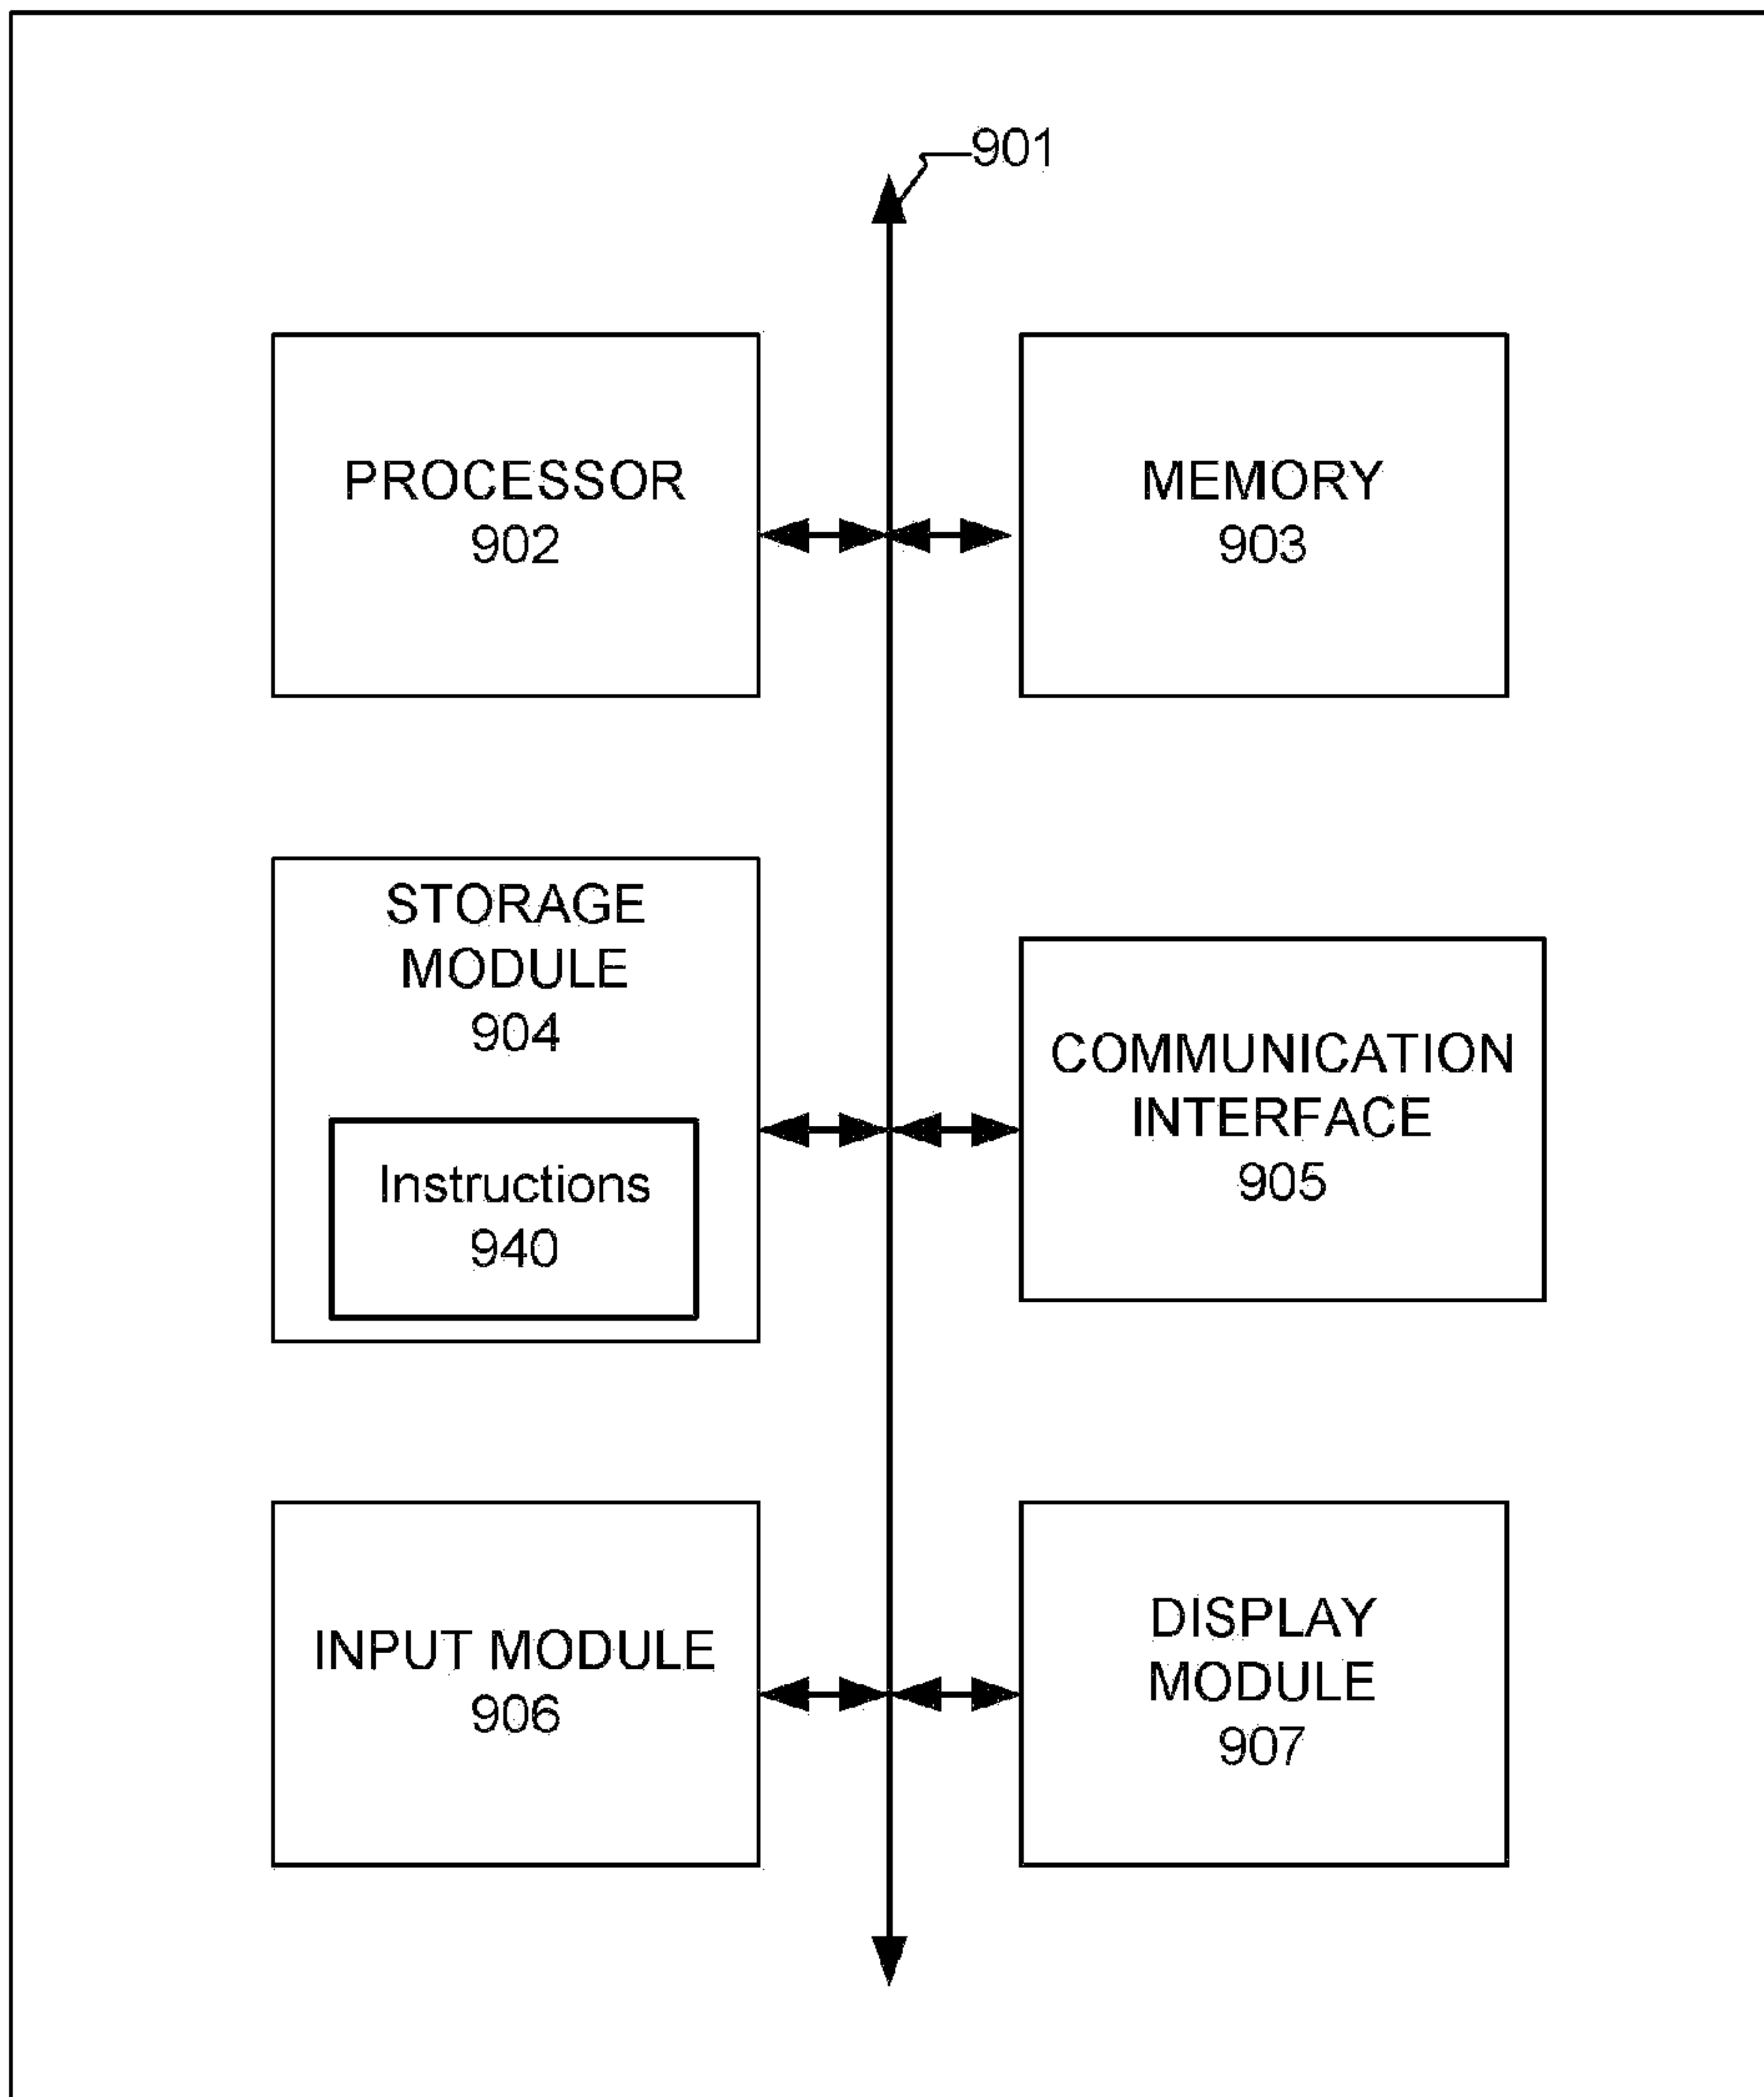 901
PROCESSOR
902
MEMORY
903
STORAGE
MODULE
904
Instructions
940
COMMUNICATION
INTERFACE
905
INPUT MODULE
906
DISPLAY
MODULE
907